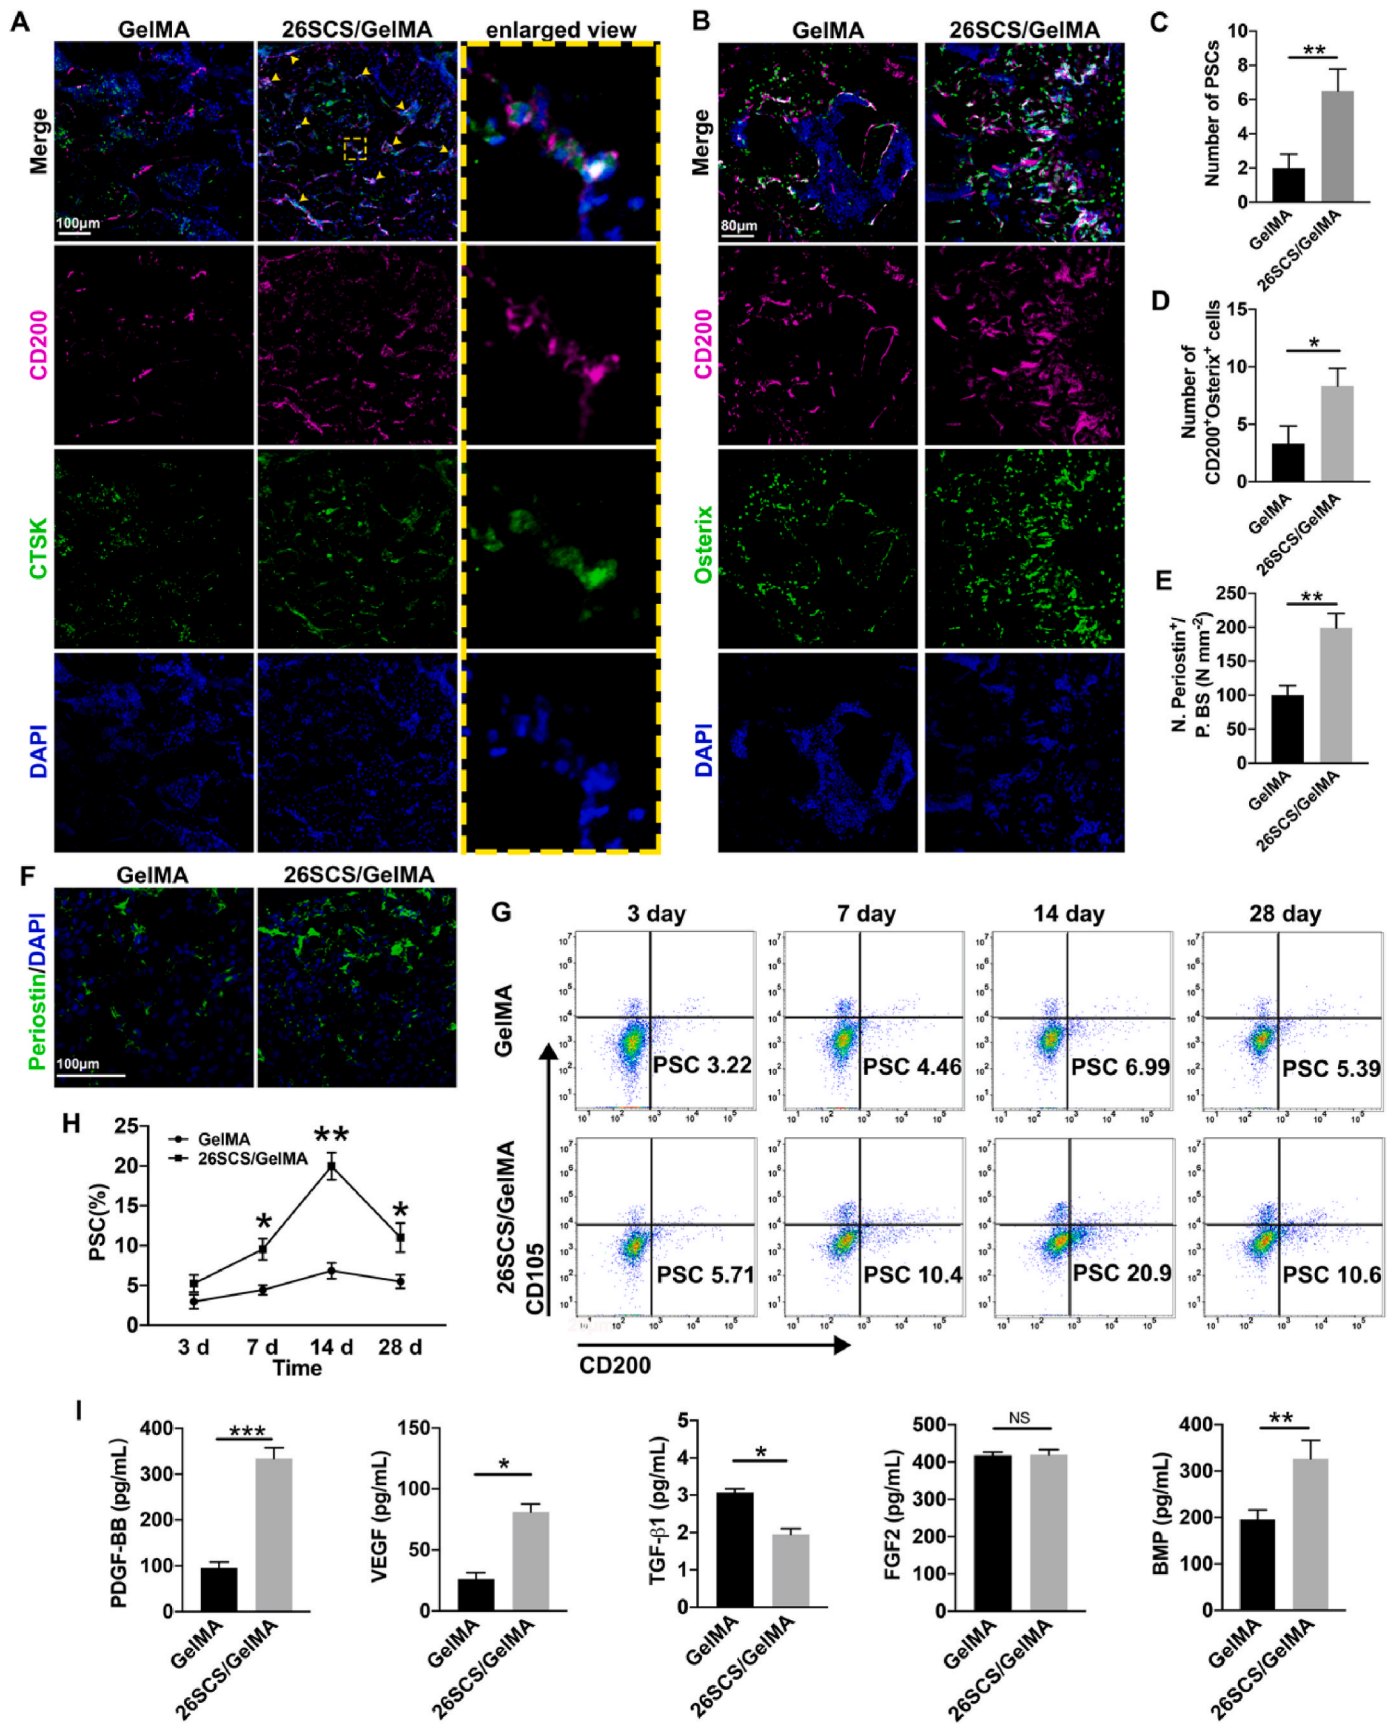 A
GelMA 26SCS/GelMA enlarged view
Merge
100μm
CD200
CTSK
DAPI
B
GelMA 26SCS/GelMA
Merge
80μm
CD200
Osterix
DAPI
C
Number of PSCs
10
8
6
4
2
0
**
GelMA
26SCS/GelMA
D
Number of
CD200+Osterix+ cells
15
10
5
0
*
GelMA
26SCS/GelMA
E
N. Periostin+/
P. BS (N mm-2)
250
200
150
100
50
0
**
GelMA
26SCS/GelMA
F
GelMA 26SCS/GelMA
Periostin/DAPI
100μm
G
3 day 7 day 14 day 28 day
GelMA
PSC 3.22 PSC 4.46 PSC 6.99 PSC 5.39
26SCS/GelMA
PSC 5.71 PSC 10.4 PSC 20.9 PSC 10.6
CD105
CD200
H
PSC(%)
25
20
15
10
5
0
GelMA
26SCS/GelMA
*
**
*
3 d 7 d 14 d 28 d
Time
I
PDGF-BB (pg/mL)
400
300
200
100
0
***
GelMA
26SCS/GelMA
VEGF (pg/mL)
150
100
50
0
*
GelMA
26SCS/GelMA
TGF-β1 (pg/mL)
5
4
3
2
1
0
*
GelMA
26SCS/GelMA
FGF2 (pg/mL)
500
400
300
200
100
0
NS
GelMA
26SCS/GelMA
BMP (pg/mL)
400
300
200
100
0
**
GelMA
26SCS/GelMA